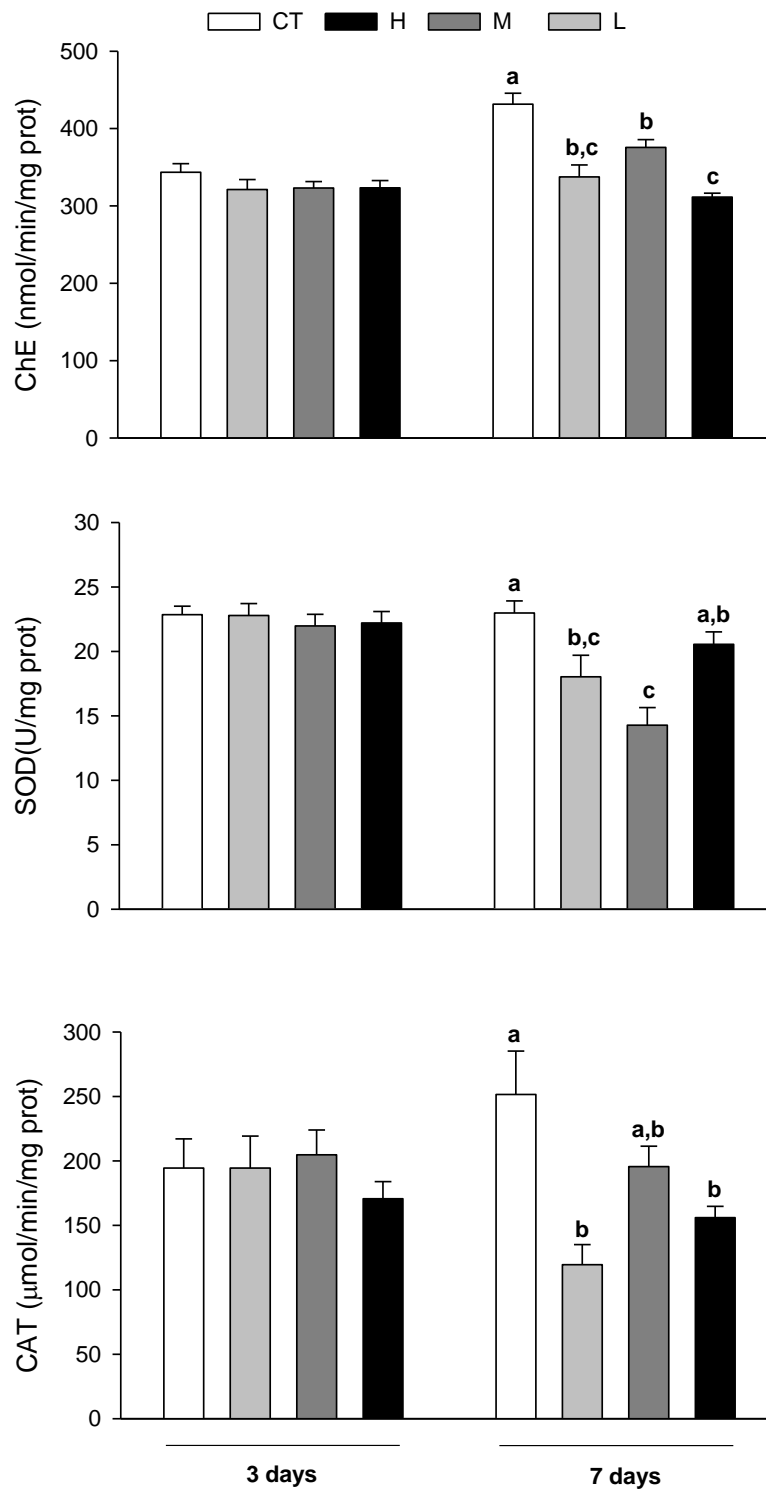 CT H M L
ChE (nmol/min/mg prot)
500
400
300
200
100
0
a
b,c
b
c
SOD(U/mg prot)
30
25
20
15
10
5
0
a
b,c
c
a,b
CAT (μmol/min/mg prot)
300
250
200
150
100
50
0
a
b
a,b
b
3 days 7 days